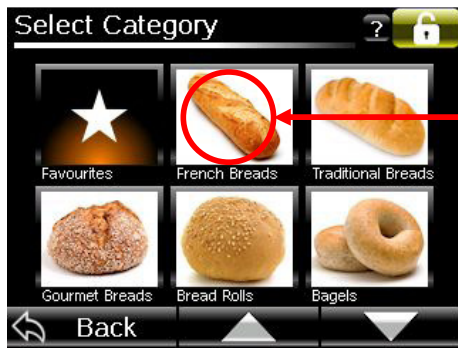 Select Category ?
Favourites French Breads Traditional Breads
Gourmet Breads Bread Rolls Bagels
Back